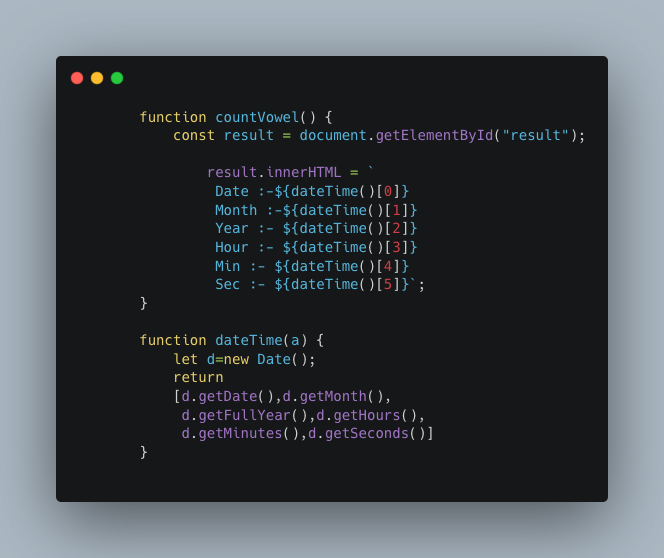 function countVowel() {
    const result = document.getElementById("result");

        result.innerHTML = `
         Date :-${dateTime()[0]}
         Month :-${dateTime()[1]}
         Year :- ${dateTime()[2]}
         Hour :- ${dateTime()[3]}
         Min :- ${dateTime()[4]}
         Sec :- ${dateTime()[5]}`;
}

function dateTime(a) {
    let d=new Date();
    return
    [d.getDate(),d.getMonth(),
     d.getFullYear(),d.getHours(),
     d.getMinutes(),d.getSeconds()]
}